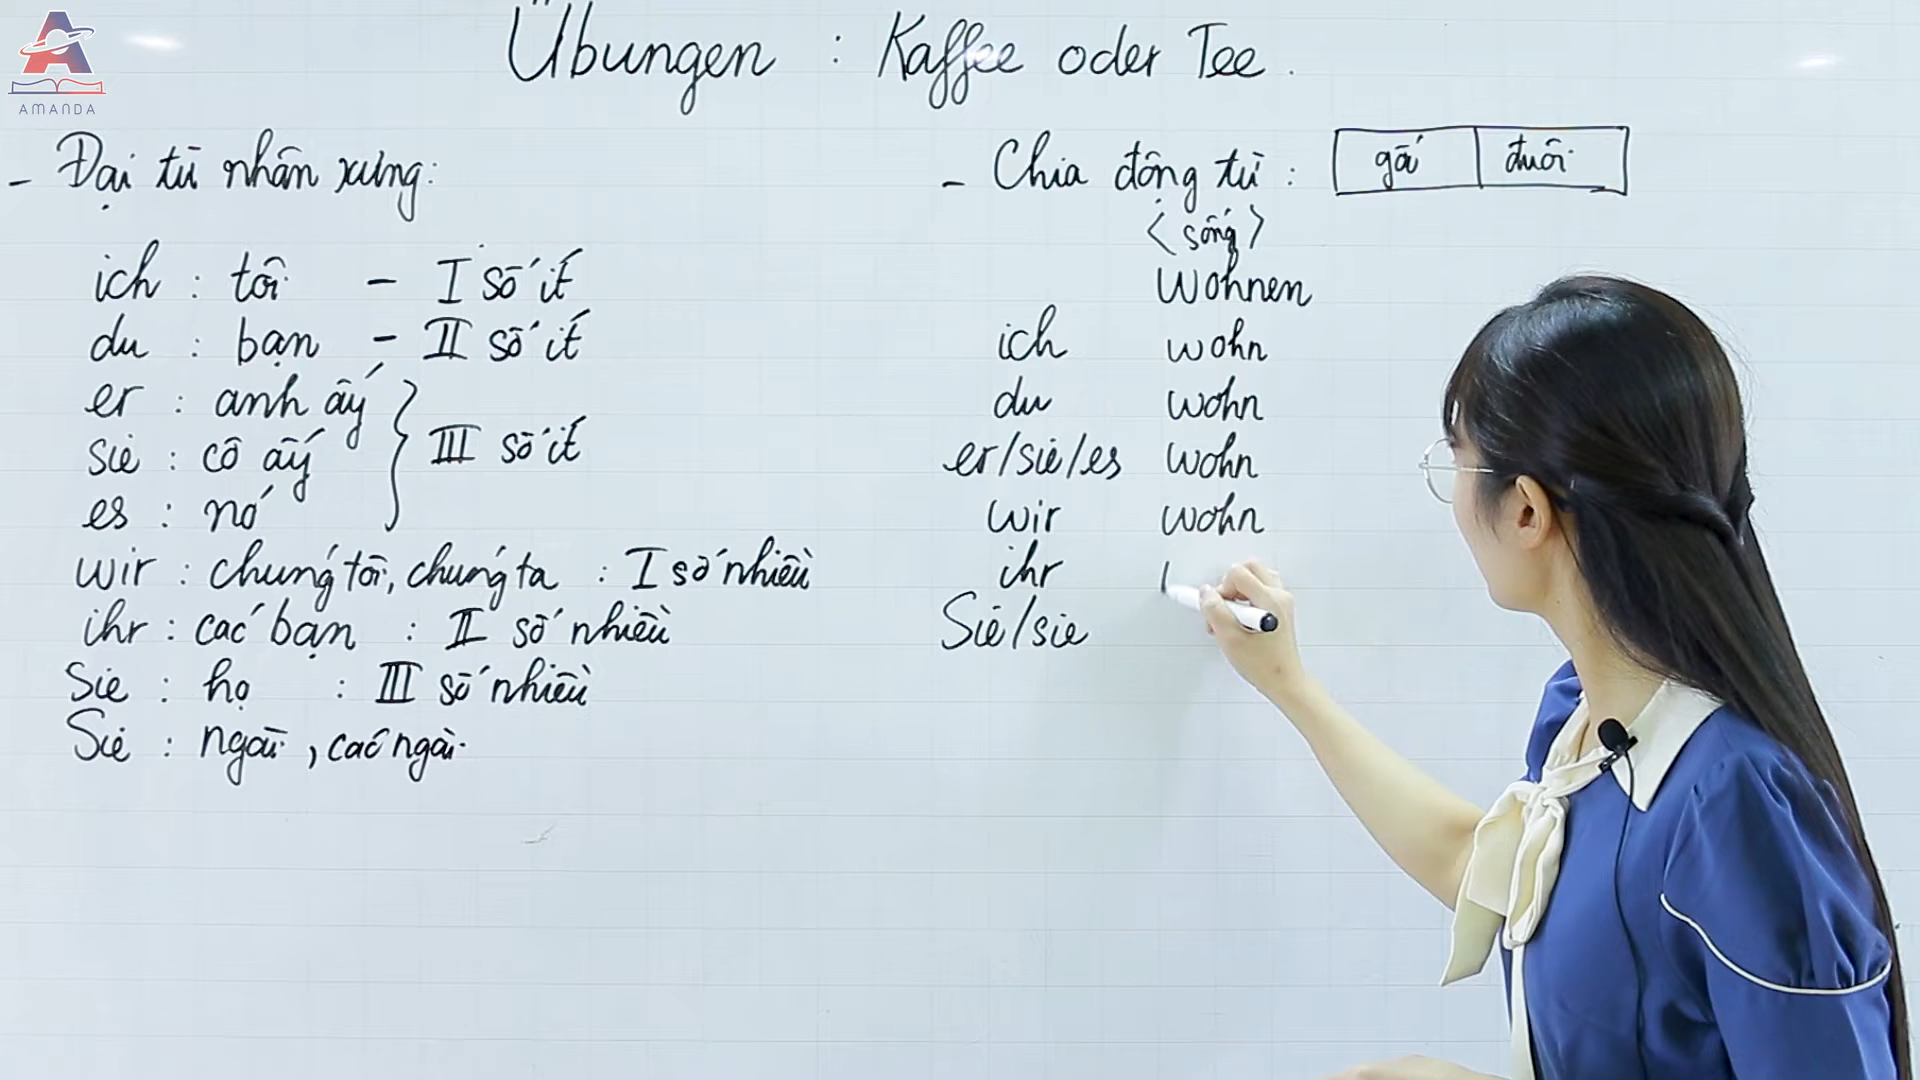 AMANDA
Übungen : Kaffee oder Tee.
- Đại từ nhân xưng:
ich : tôi - I số ít
du : bạn - II số ít
er : anh ấy
sie : cô ấy } III số ít
es : nó
wir : chúng tôi, chúng ta : I số nhiều
ihr : các bạn : II số nhiều
Sie : họ : III số nhiều
Sie : ngài, các ngài
- Chia động từ : gốc đuôi
<sống>
Wohnen
ich wohn
du wohn
er/sie/es wohn
wir wohn
ihr
Sie/sie